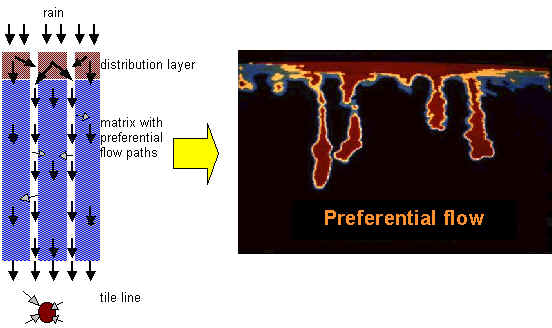 rain
distribution layer
matrix with
preferential
flow paths
Preferential flow
tile line